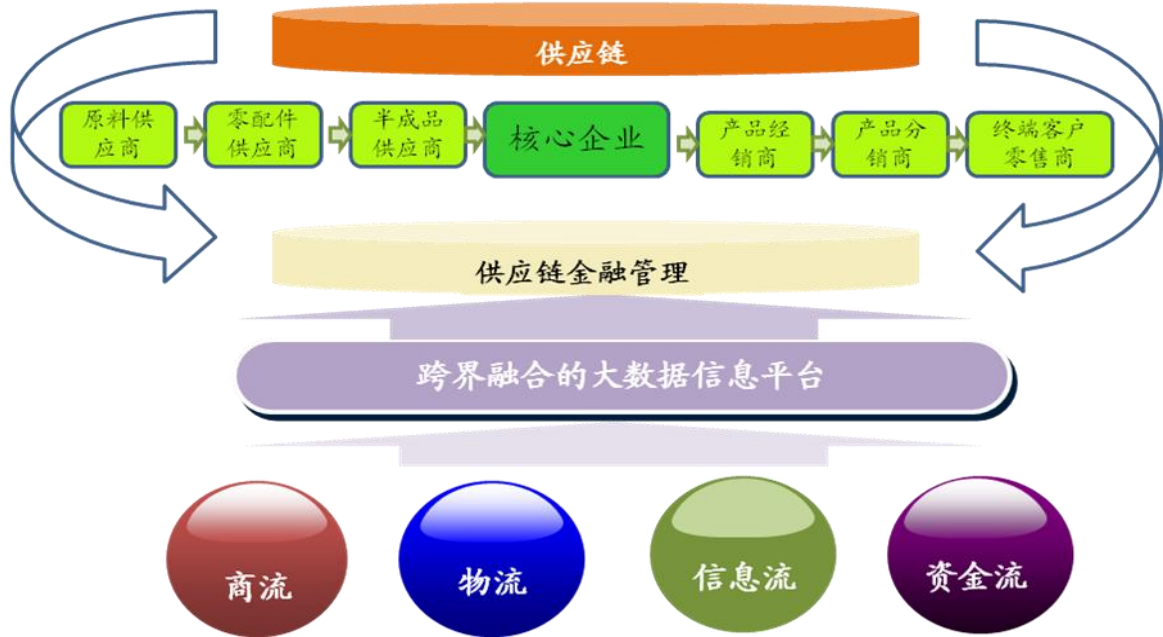 供应链
原料供
应商
零配件
供应商
半成品
供应商
核心企业
产品经
销商
产品分
销商
终端客户
零售商
供应链金融管理
跨界融合的大数据信息平台
商流
物流
信息流
资金流